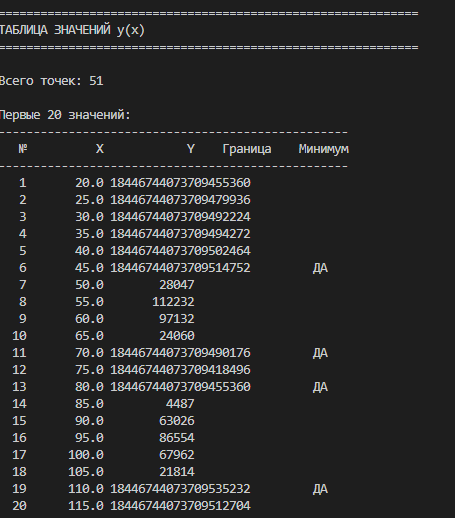 ============================================================
ТАБЛИЦА ЗНАЧЕНИЙ y(x)
============================================================
Всего точек: 51
Первые 20 значений:
--------------------------------------------------
№ X Y Граница Минимум
--------------------------------------------------
1 20.0 18446744073709455360
2 25.0 18446744073709479936
3 30.0 18446744073709492224
4 35.0 18446744073709494272
5 40.0 18446744073709502464
6 45.0 18446744073709514752 ДА
7 50.0 28047
8 55.0 112232
9 60.0 97132
10 65.0 24060
11 70.0 18446744073709490176 ДА
12 75.0 18446744073709418496
13 80.0 18446744073709455360 ДА
14 85.0 4487
15 90.0 63026
16 95.0 86554
17 100.0 67962
18 105.0 21814
19 110.0 18446744073709535232 ДА
20 115.0 18446744073709512704